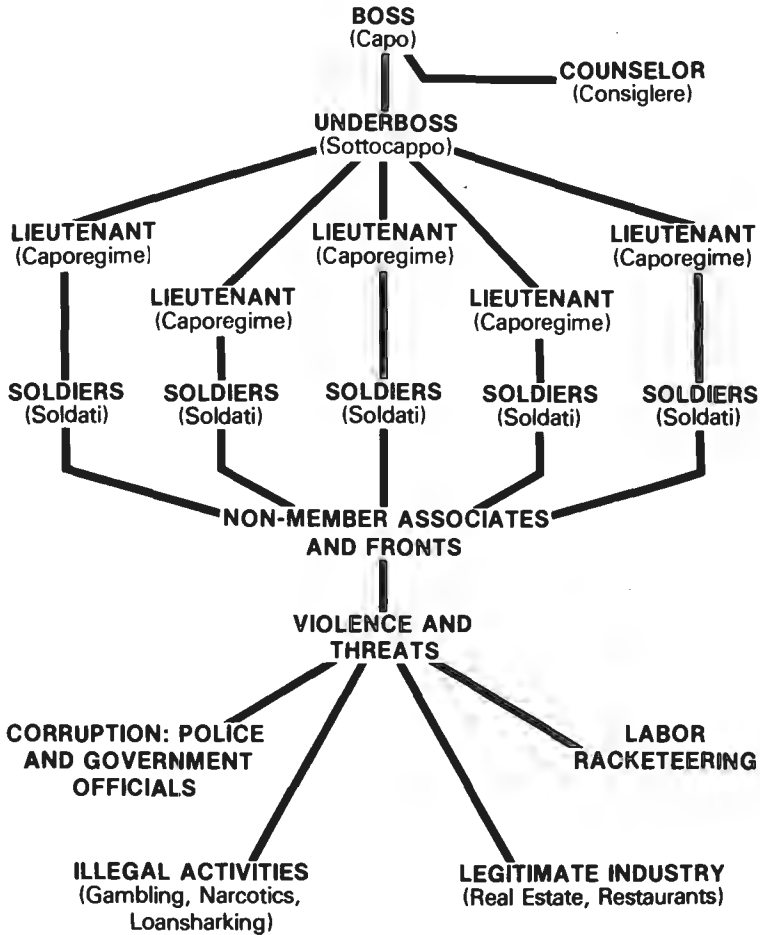 BOSS
(Capo)
COUNSELOR
(Consiglere)
UNDERBOSS
(Sottocappo)
LIEUTENANT
(Caporegime)
LIEUTENANT
(Caporegime)
LIEUTENANT
(Caporegime)
LIEUTENANT
(Caporegime)
LIEUTENANT
(Caporegime)
SOLDIERS
(Soldati)
SOLDIERS
(Soldati)
SOLDIERS
(Soldati)
SOLDIERS
(Soldati)
SOLDIERS
(Soldati)
NON-MEMBER ASSOCIATES
AND FRONTS
VIOLENCE AND
THREATS
CORRUPTION: POLICE
AND GOVERNMENT
OFFICIALS
LABOR
RACKETEERING
ILLEGAL ACTIVITIES
(Gambling, Narcotics,
Loansharking)
LEGITIMATE INDUSTRY
(Real Estate, Restaurants)